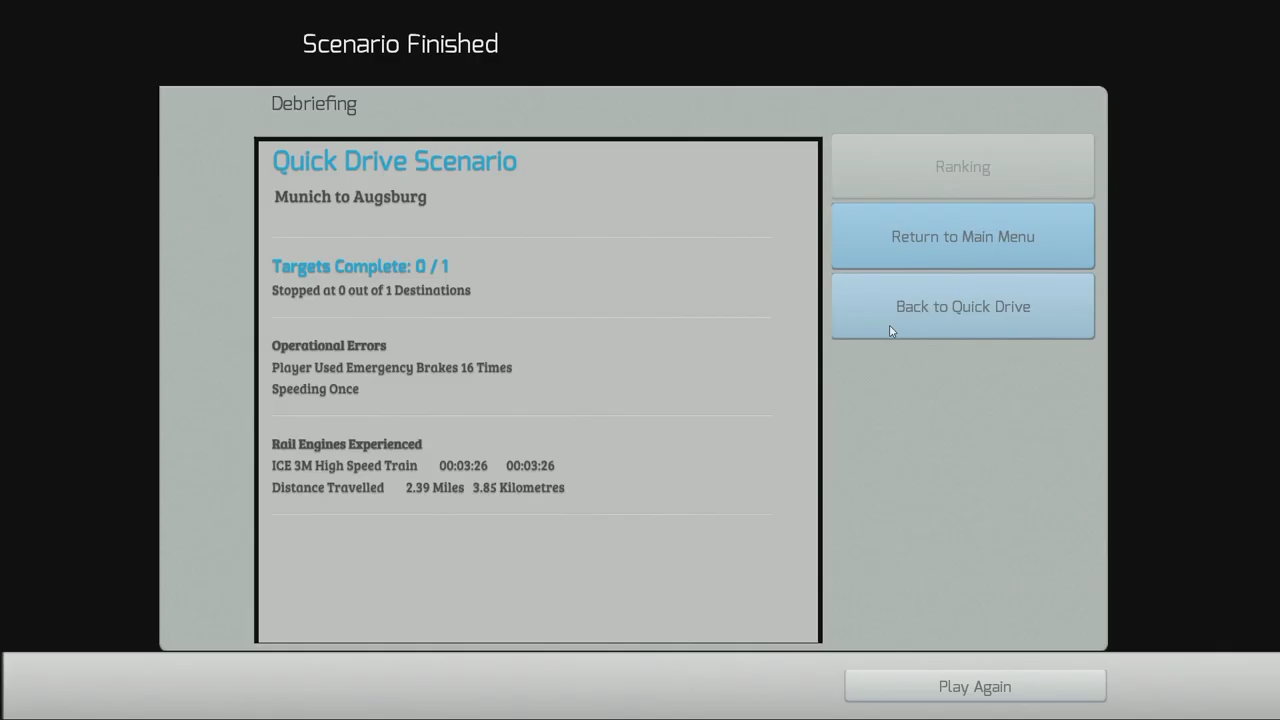 Scenario Finished
Debriefing
Quick Drive Scenario
Munich to Augsburg
Targets Complete: 0 / 1
Stopped at 0 out of 1 Destinations
Operational Errors
Player Used Emergency Brakes 16 Times
Speeding Once
Rail Engines Experienced
ICE 3M High Speed Train 00:03:26 00:03:26
Distance Travelled 2.39 Miles 3.85 Kilometres
Ranking
Return to Main Menu
Back to Quick Drive
Play Again